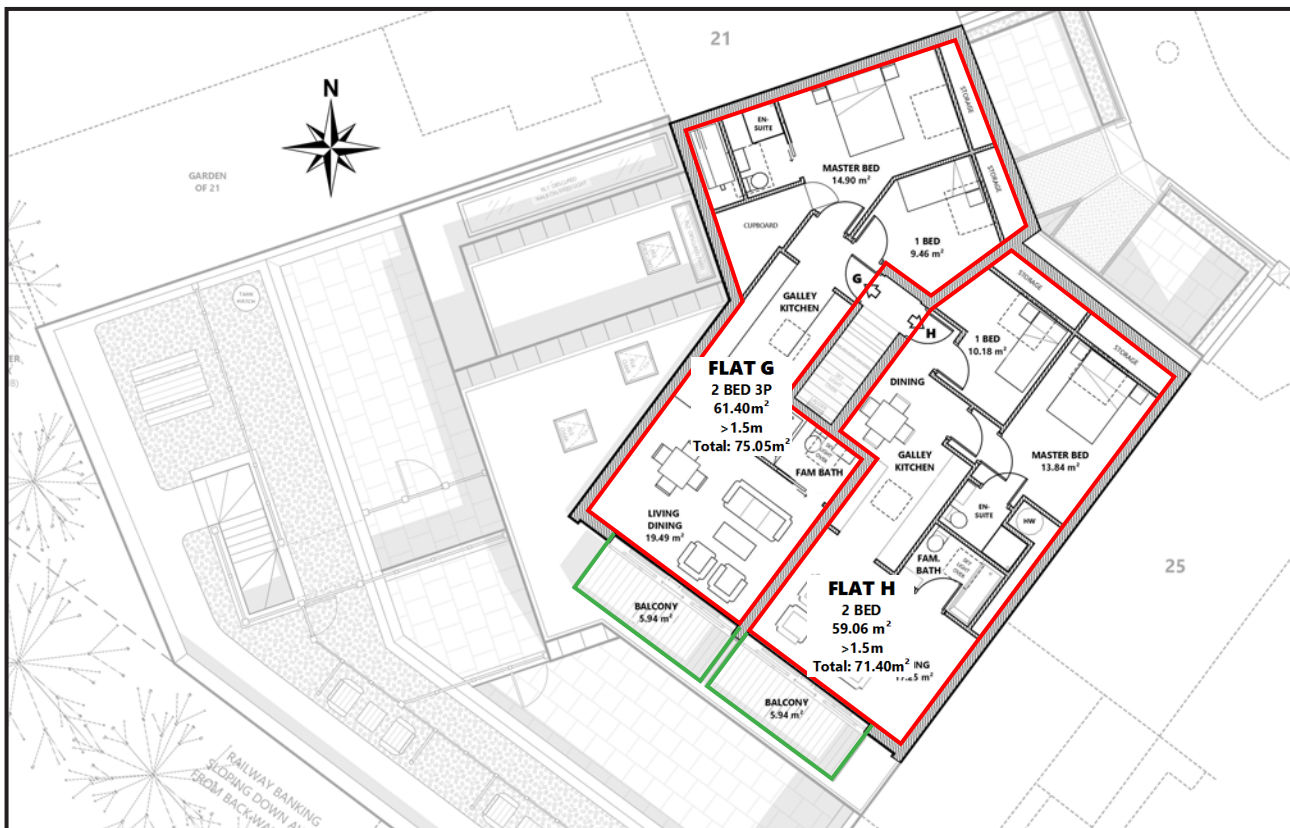 21
N
GARDEN
OF 21
EN-
SUITE
STORAGE
MASTER BED
14.90 m²
STORAGE
CUPBOARD
1 BED
9.46 m²
G
TANK
HATCH
GALLEY
KITCHEN
STORAGE
H
1 BED
10.18 m²
STORAGE
FLAT G
2 BED 3P
61.40m²
>1.5m
Total: 75.05m²
DINING
FAM BATH
GALLEY
KITCHEN
MASTER BED
13.84 m²
LIVING
DINING
19.49 m²
EN-
SUITE
HW
FAM.
BATH
25
FLAT H
2 BED
59.06 m²
>1.5m
Total: 71.40m²
BALCONY
5.94 m²
BALCONY
5.94 m²
RAILWAY BANKING
SLOPING DOWN
FROM BACK